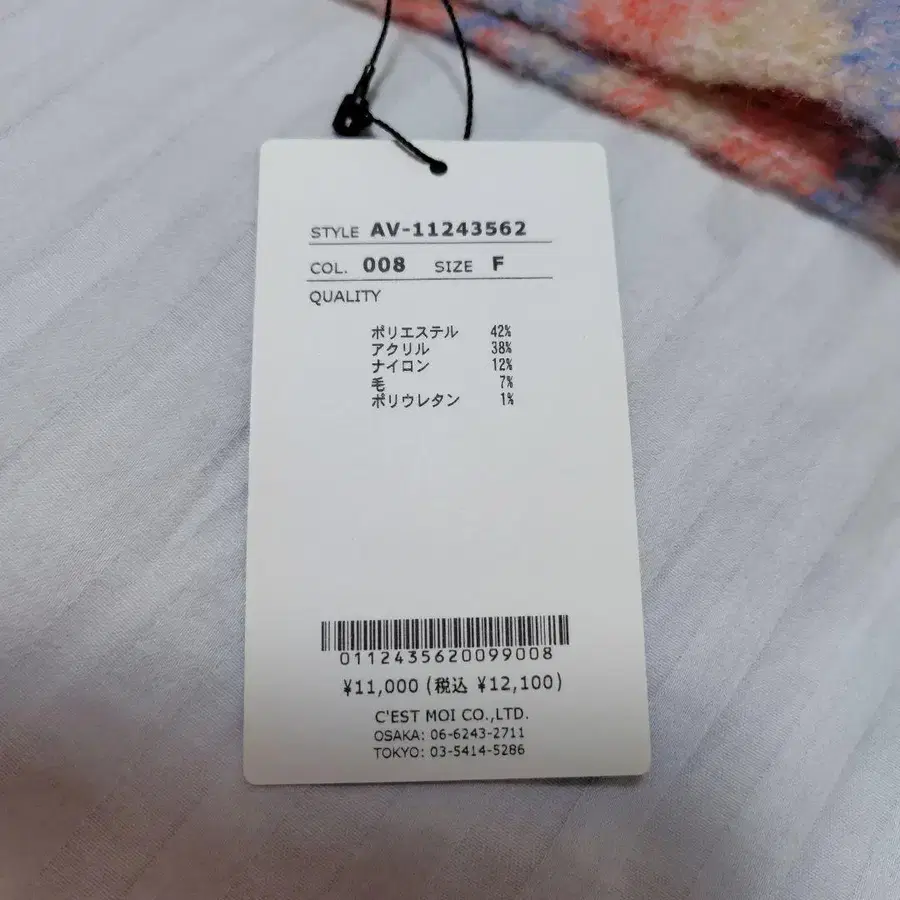 STYLE AV-11243562
COL. 008 SIZE F
QUALITY
ポリエステル 42%
アクリル 38%
ナイロン 12%
毛 7%
ポリウレタン 1%
0112435620099008
¥11,000 (税込 ¥12,100)
C'EST MOI CO.,LTD.
OSAKA: 06-6243-2711
TOKYO: 03-5414-5286